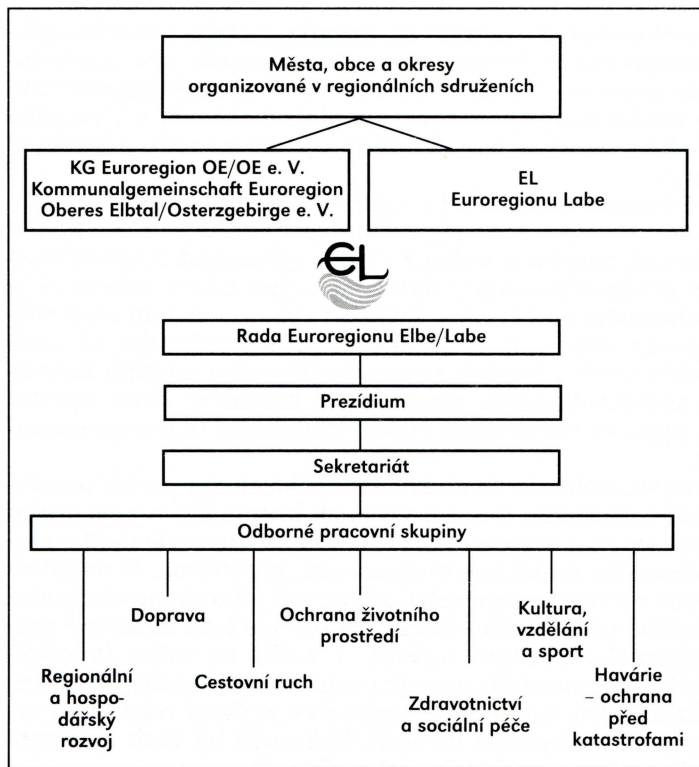 Města, obce a okresy
organizované v regionálních sdruženích
KG Euroregion OE/OE e. V.
Kommunalgemeinschaft Euroregion
Oberes Elbtal/Osterzgebirge e. V.
EL
Euroregionu Labe
EL
Rada Euroregionu Elbe/Labe
Prezídium
Sekretariát
Odborné pracovní skupiny
Regionální
a hospo-
dářský
rozvoj
Doprava
Cestovní ruch
Ochrana životního
prostředí
Zdravotnictví
a sociální péče
Kultura,
vzdělání
a sport
Havárie
– ochrana
před
katastrofami